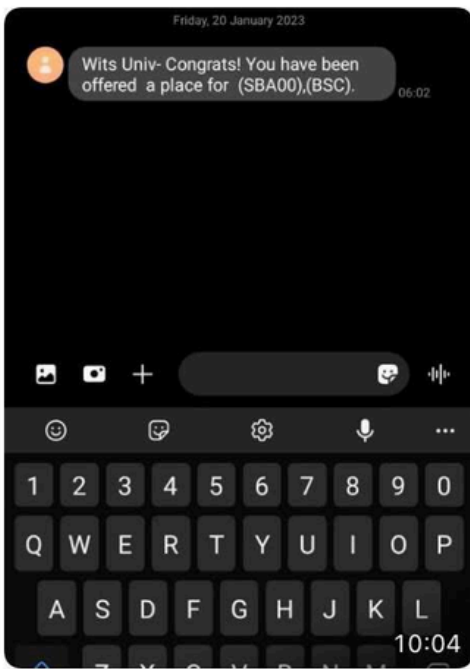 Friday, 20 January 2023
Wits Univ- Congrats! You have been
offered  a place for  (SBA00),(BSC).
06:02
1 2 3 4 5 6 7 8 9 0
Q W E R T Y U I O P
A S D F G H J K L
10:04